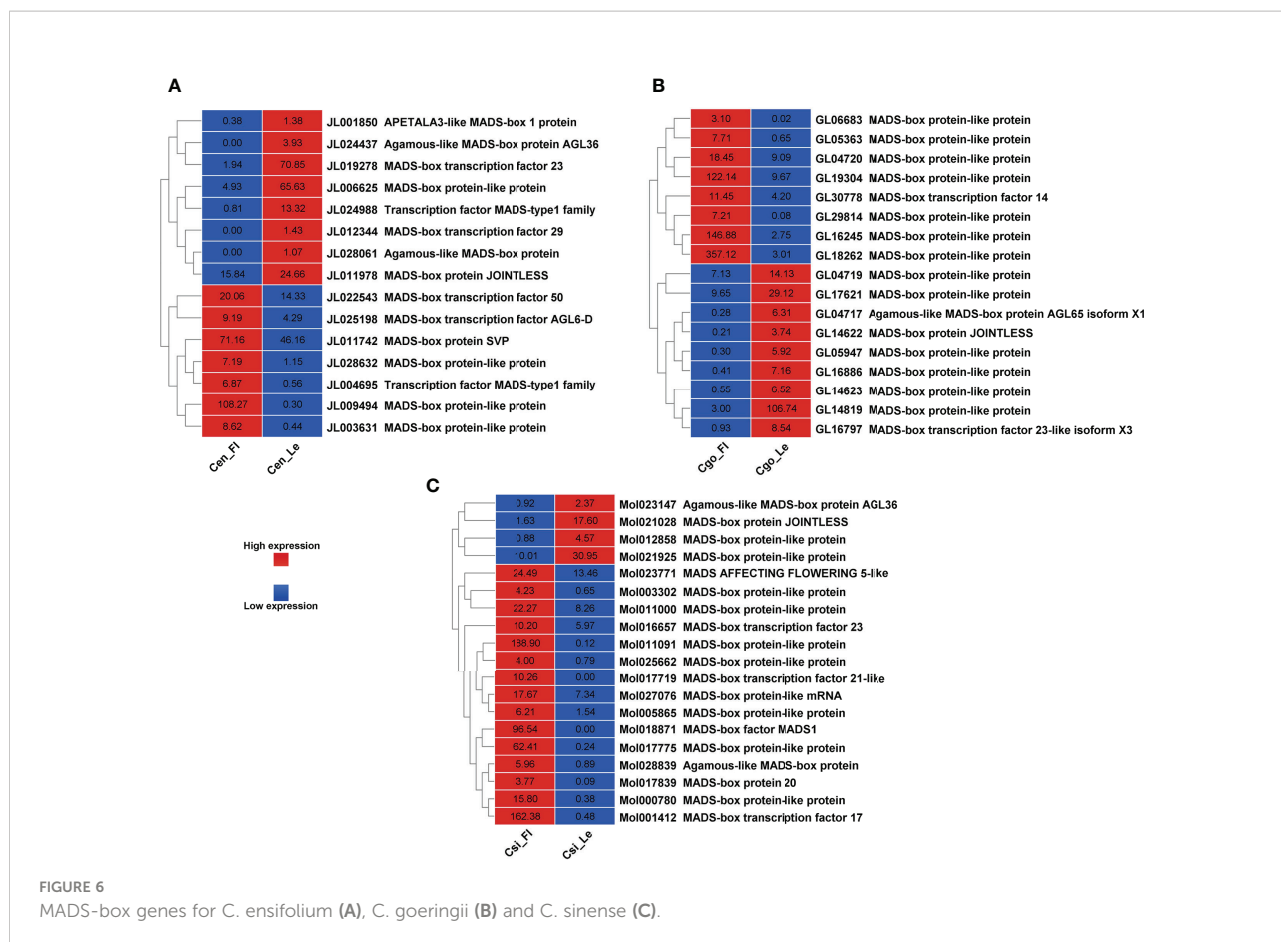 A
0.38 1.38 JL001850 APETALA3-like MADS-box 1 protein
0.00 3.93 JL024437 Agamous-like MADS-box protein AGL36
1.94 70.85 JL019278 MADS-box transcription factor 23
4.93 65.63 JL006625 MADS-box protein-like protein
0.81 13.32 JL024988 Transcription factor MADS-type1 family
0.00 1.43 JL012344 MADS-box transcription factor 29
0.00 1.07 JL028061 Agamous-like MADS-box protein
15.84 24.66 JL011978 MADS-box protein JOINTLESS
20.06 14.33 JL022543 MADS-box transcription factor 50
9.19 4.29 JL025198 MADS-box transcription factor AGL6-D
71.16 46.16 JL011742 MADS-box protein SVP
7.19 1.15 JL028632 MADS-box protein-like protein
6.87 0.56 JL004695 Transcription factor MADS-type1 family
108.27 0.30 JL009494 MADS-box protein-like protein
8.62 0.44 JL003631 MADS-box protein-like protein
Cen_Fl Cen_Le
B
3.10 0.02 GL06683 MADS-box protein-like protein
7.71 0.65 GL05363 MADS-box protein-like protein
18.45 9.09 GL04720 MADS-box protein-like protein
122.14 9.67 GL19304 MADS-box protein-like protein
11.45 4.20 GL30778 MADS-box transcription factor 14
7.21 0.08 GL29814 MADS-box protein-like protein
146.88 2.75 GL16245 MADS-box protein-like protein
357.12 3.01 GL18262 MADS-box protein-like protein
7.13 14.13 GL04719 MADS-box protein-like protein
9.65 29.12 GL17621 MADS-box protein-like protein
0.28 6.31 GL04717 Agamous-like MADS-box protein AGL65 isoform X1
0.21 3.74 GL14622 MADS-box protein JOINTLESS
0.30 5.92 GL05947 MADS-box protein-like protein
0.41 7.16 GL16886 MADS-box protein-like protein
0.55 6.52 GL14623 MADS-box protein-like protein
3.00 106.74 GL14819 MADS-box protein-like protein
0.93 8.54 GL16797 MADS-box transcription factor 23-like isoform X3
Cgo_Fl Cgo_Le
High expression
Low expression
C
0.92 2.37 Mol023147 Agamous-like MADS-box protein AGL36
1.63 17.60 Mol021028 MADS-box protein JOINTLESS
0.88 4.57 Mol012858 MADS-box protein-like protein
10.01 30.95 Mol021925 MADS-box protein-like protein
24.49 13.46 Mol023771 MADS AFFECTING FLOWERING 5-like
4.23 0.65 Mol003302 MADS-box protein-like protein
22.27 8.26 Mol011000 MADS-box protein-like protein
10.20 5.97 Mol016657 MADS-box transcription factor 23
0.12 Mol011091 MADS-box protein-like protein
4.00 0.79 Mol025662 MADS-box protein-like protein
10.26 0.00 Mol017719 MADS-box transcription factor 21-like
17.67 7.34 Mol027076 MADS-box protein-like mRNA
6.21 1.54 Mol005865 MADS-box protein-like protein
96.54 0.00 Mol018871 MADS-box factor MADS1
62.41 0.24 Mol017775 MADS-box protein-like protein
5.96 0.89 Mol028839 Agamous-like MADS-box protein
3.77 0.09 Mol017839 MADS-box protein 20
15.80 0.38 Mol000780 MADS-box protein-like protein
162.38 0.48 Mol001412 MADS-box transcription factor 17
Csi_Fl Csi_Le
FIGURE 6
MADS-box genes for C. ensifolium (A), C. goeringii (B) and C. sinense (C).